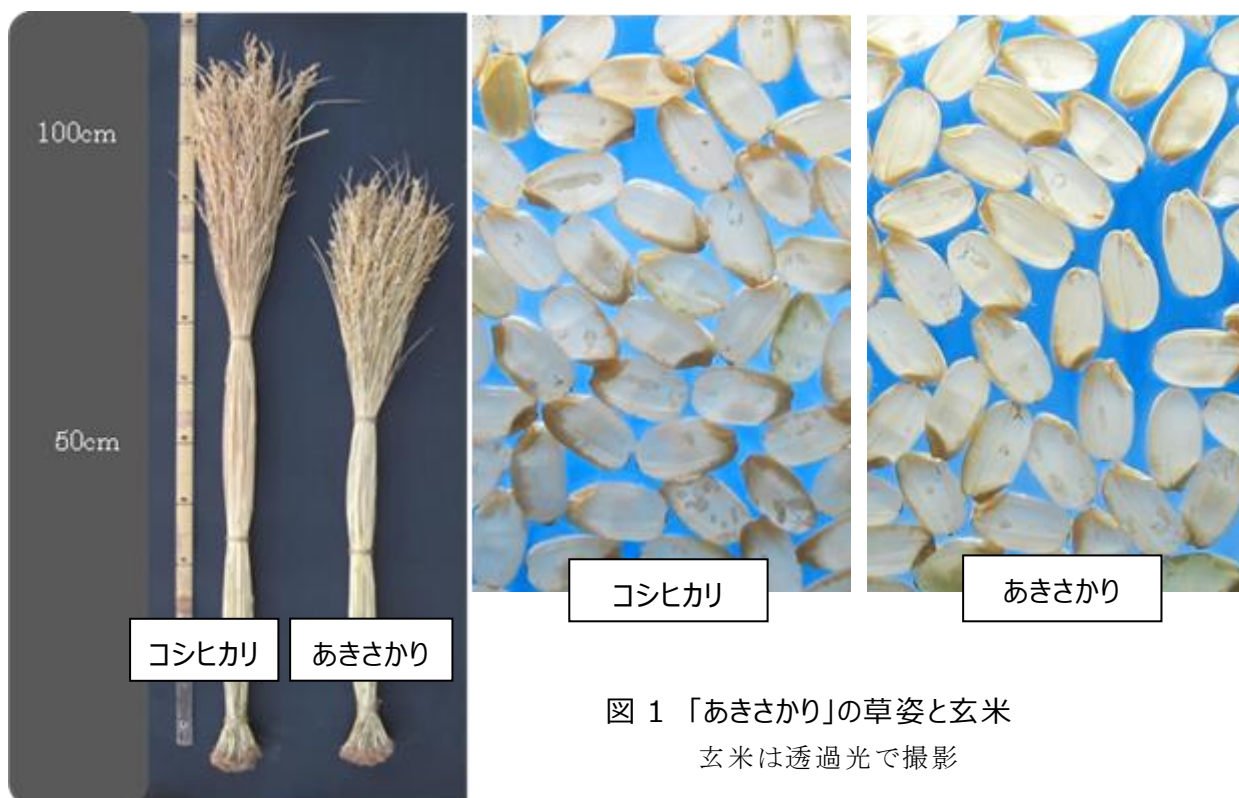 100cm
50cm
コシヒカリ
あきさかり
コシヒカリ
あきさかり
図 1 「あきさかり」の草姿と玄米
玄米は透過光で撮影